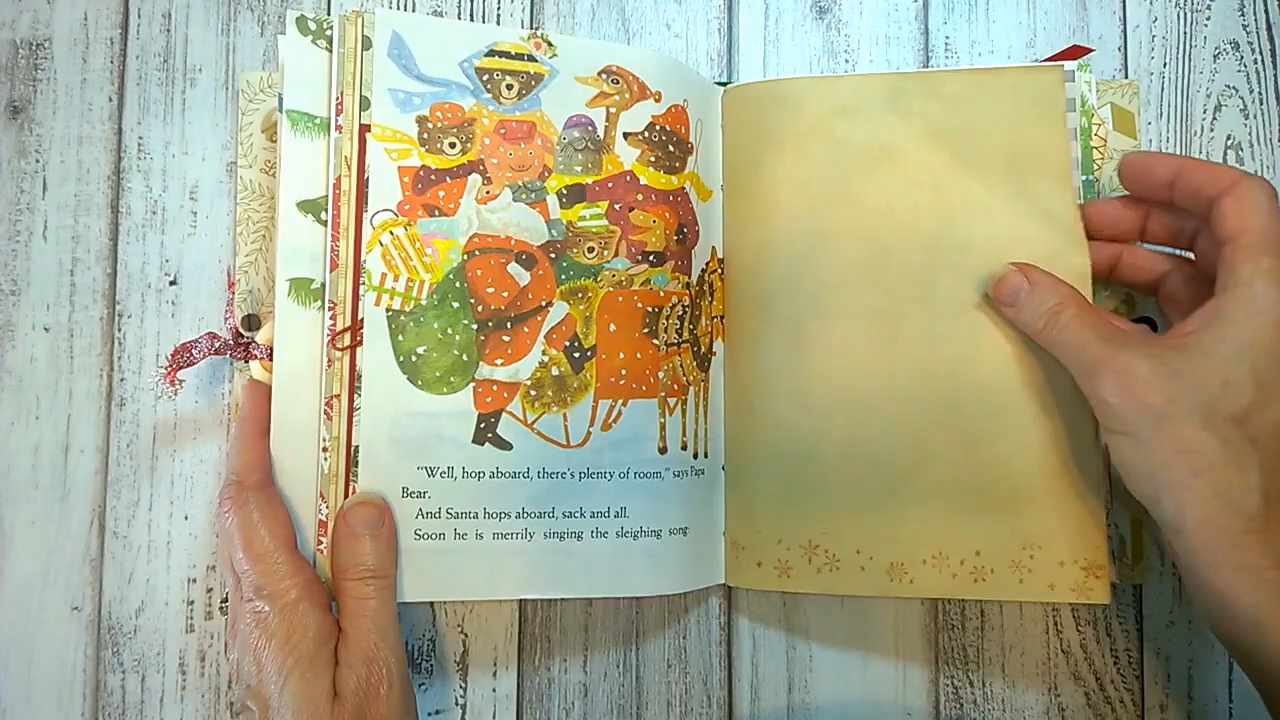 “Well, hop aboard, there’s plenty of room,” says Papa
Bear.
And Santa hops aboard, sack and all.
Soon he is merrily singing the sleighing song: